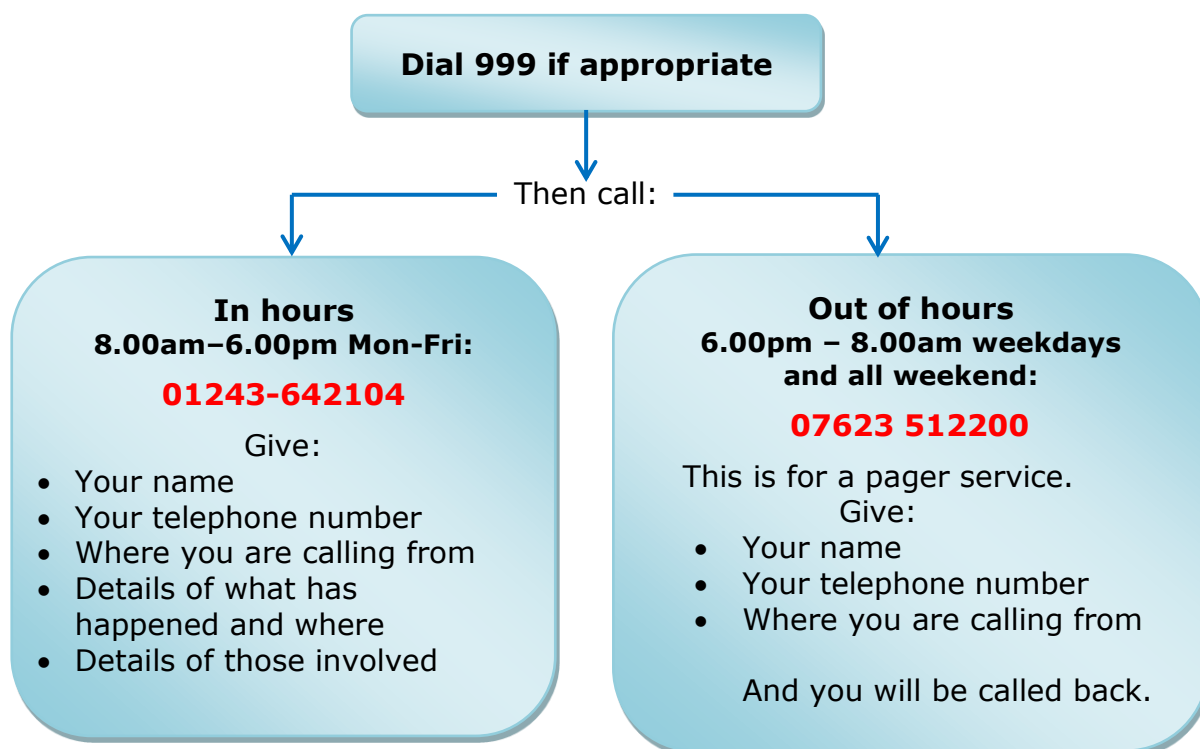 Dial 999 if appropriate
Then call:
In hours
8.00am–6.00pm Mon-Fri:
01243-642104
Give:
• Your name
• Your telephone number
• Where you are calling from
• Details of what has
happened and where
• Details of those involved
Out of hours
6.00pm – 8.00am weekdays
and all weekend:
07623 512200
This is for a pager service.
Give:
• Your name
• Your telephone number
• Where you are calling from
And you will be called back.